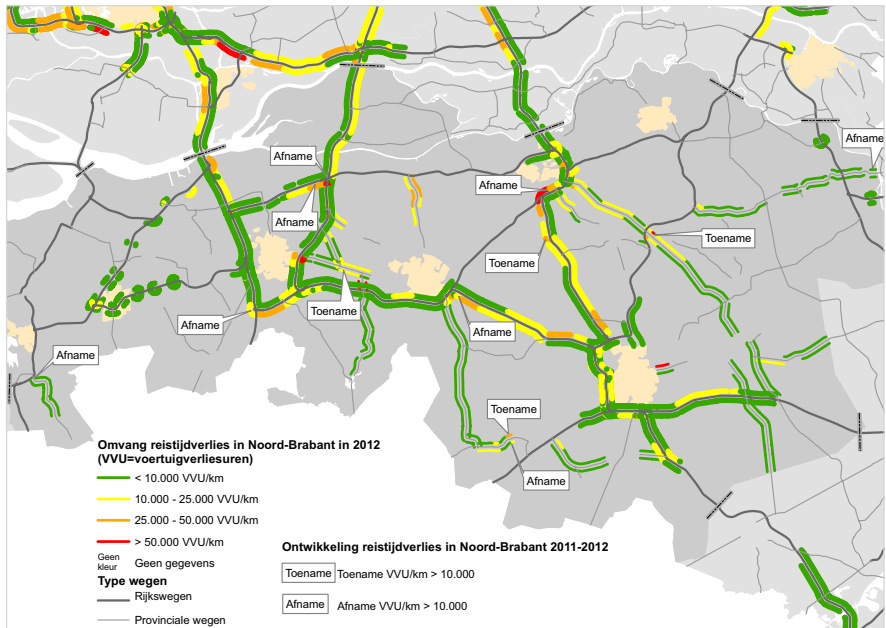 Afname
Afname
Afname
Afname
Toename
Toename
Afname
Toename
Afname
Afname
Toename
Afname
Omvang reistijdverlies in Noord-Brabant in 2012
(VVU=voertuigverliesuren)
< 10.000 VVU/km
10.000 - 25.000 VVU/km
25.000 - 50.000 VVU/km
> 50.000 VVU/km
Geen
kleur Geen gegevens
Type wegen
Rijkswegen
Provinciale wegen
Ontwikkeling reistijdverlies in Noord-Brabant 2011-2012
Toename Toename VVU/km > 10.000
Afname Afname VVU/km > 10.000